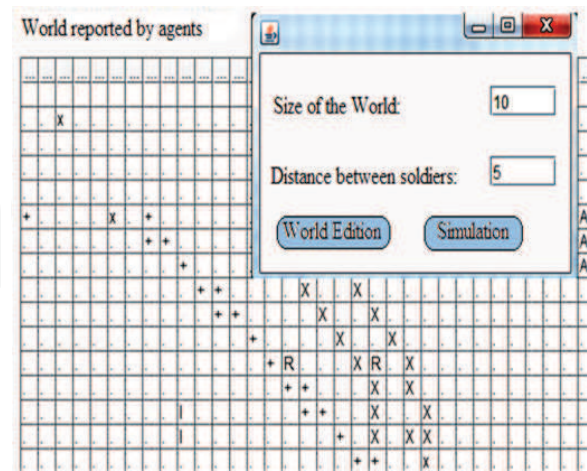 World reported by agents
Size of the World: 10
Distance between soldiers: 5
World Edition Simulation
x
+ x + A
+ + A
+ A
+ + X X
+ + X X
+ X X
+ R X R X
+ + X X
I + + X X
I + X X X
+ + X